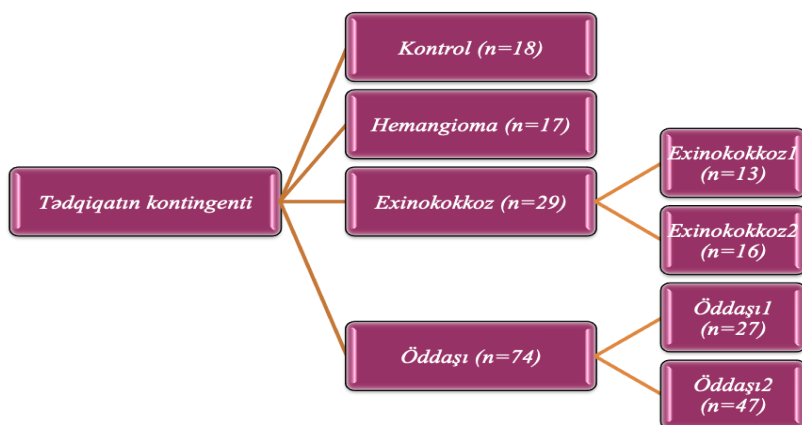 Tədqiqatın kontingenti
Kontrol (n=18)
Hemangioma (n=17)
Exinokokkoz (n=29)
Exinokokkoz1
(n=13)
Exinokokkoz2
(n=16)
Öddaşı (n=74)
Öddaşı1
(n=27)
Öddaşı2
(n=47)